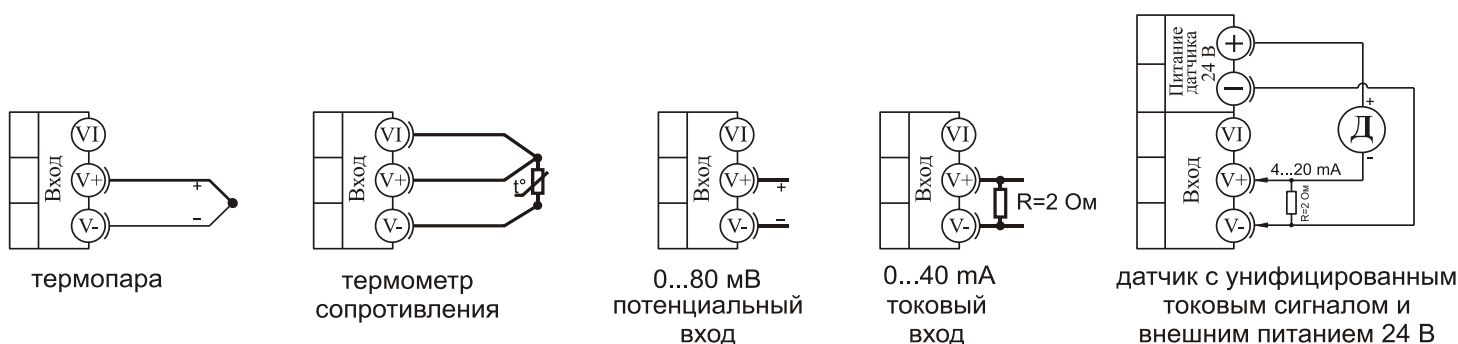 VI
V+
V-
Вход
+
–
термопара
VI
V+
V-
Вход
t°
термометр
сопротивления
VI
V+
V-
Вход
+
–
0...80 мВ
потенциальный
вход
VI
V+
V-
Вход
R=2 Ом
0...40 mA
токовый
вход
Питание
датчика
24 В
+
–
VI
V+
V-
Вход
+
Д
-
4...20 mA
R=2 Ом
датчик с унифицированным
токовым сигналом и
внешним питанием 24 В